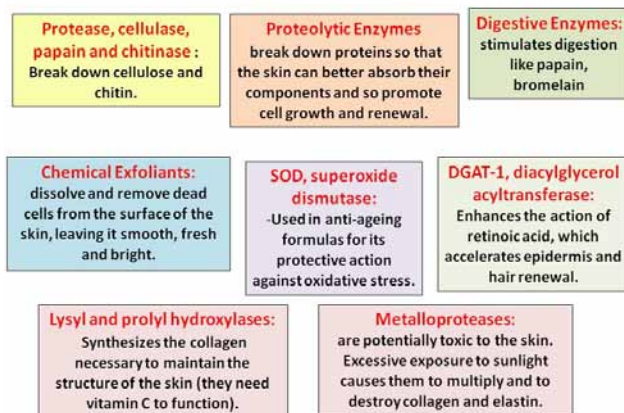 Protease, cellulase,
papain and chitinase :
Break down cellulose and
chitin.
Proteolytic Enzymes
break down proteins so that
the skin can better absorb their
components and so promote
cell growth and renewal.
Digestive Enzymes:
stimulates digestion
like papain,
bromelain
Chemical Exfoliants:
dissolve and remove dead
cells from the surface of the
skin, leaving it smooth, fresh
and bright.
SOD, superoxide
dismutase:
-Used in anti-ageing
formulas for its
protective action
against oxidative stress.
DGAT-1, diacylglycerol
acyltransferase:
Enhances the action of
retinoic acid, which
accelerates epidermis and
hair renewal.
Lysyl and prolyl hydroxylases:
Synthesizes the collagen
necessary to maintain the
structure of the skin (they need
vitamin C to function).
Metalloproteases:
are potentially toxic to the skin.
Excessive exposure to sunlight
causes them to multiply and to
destroy collagen and elastin.